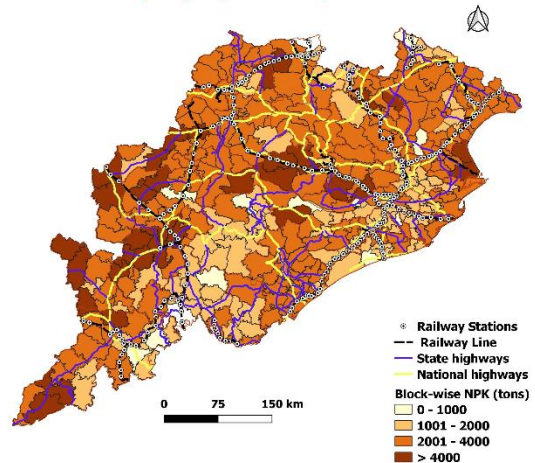 Railway Stations
Railway Line
State highways
National highways
Block-wise NPK (tons)
0 - 1000
1001 - 2000
2001 - 4000
> 4000
0 75 150 km